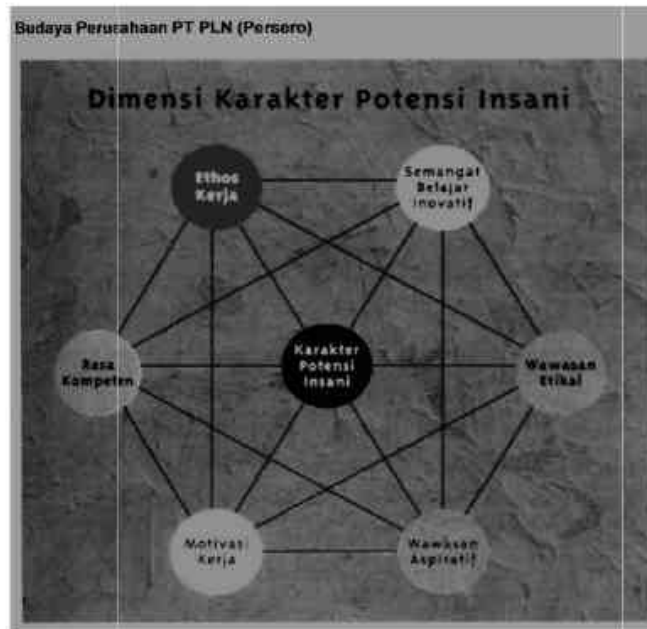 Budaya Perusahaan PT PLN (Persero)
Dimensi Karakter Potensi Insani
Ethos
Kerja
Semangat
Belajar
Inovatif
Rasa
Kompeten
Karakter
Potensi
Insani
Wawasan
Etikal
Motivasi
Kerja
Wawasan
Aspiratif